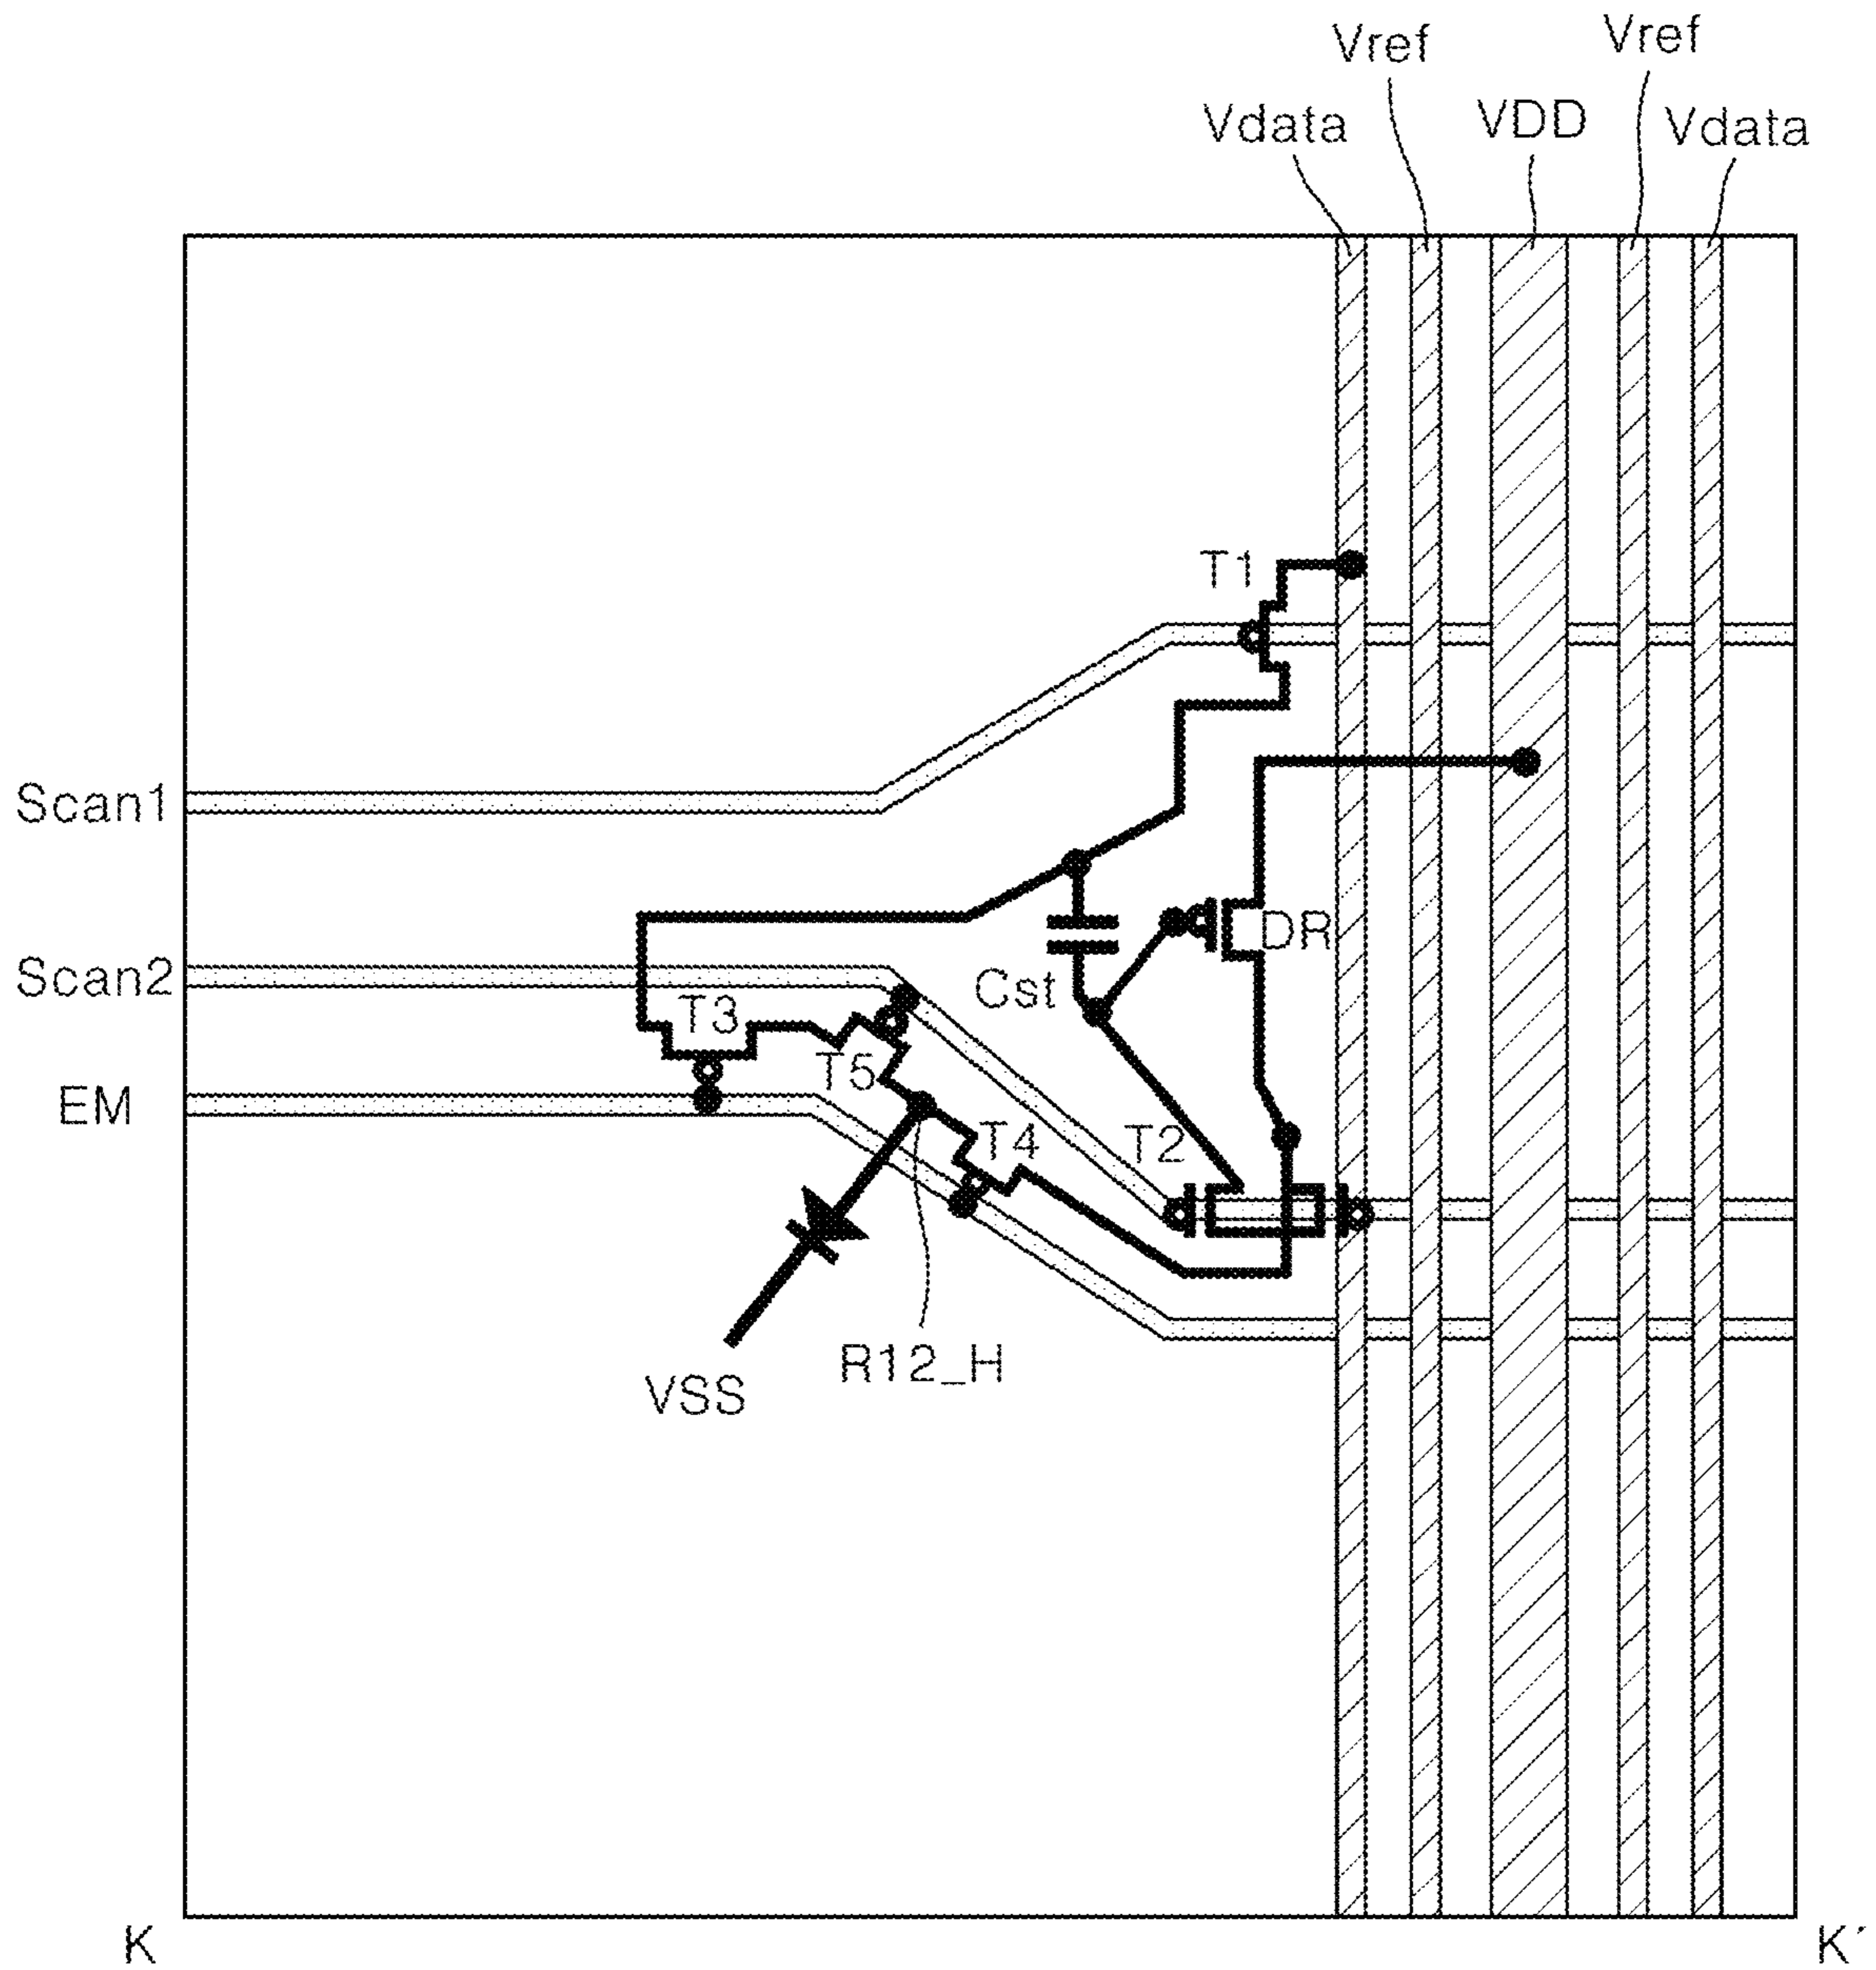 Vref
Vref
Vdata
VDD
Vdata
T1
Scan1
DR
Scan2
Cst
T3
T5
EM
T4
T2
R12_H
VSS
K
K´